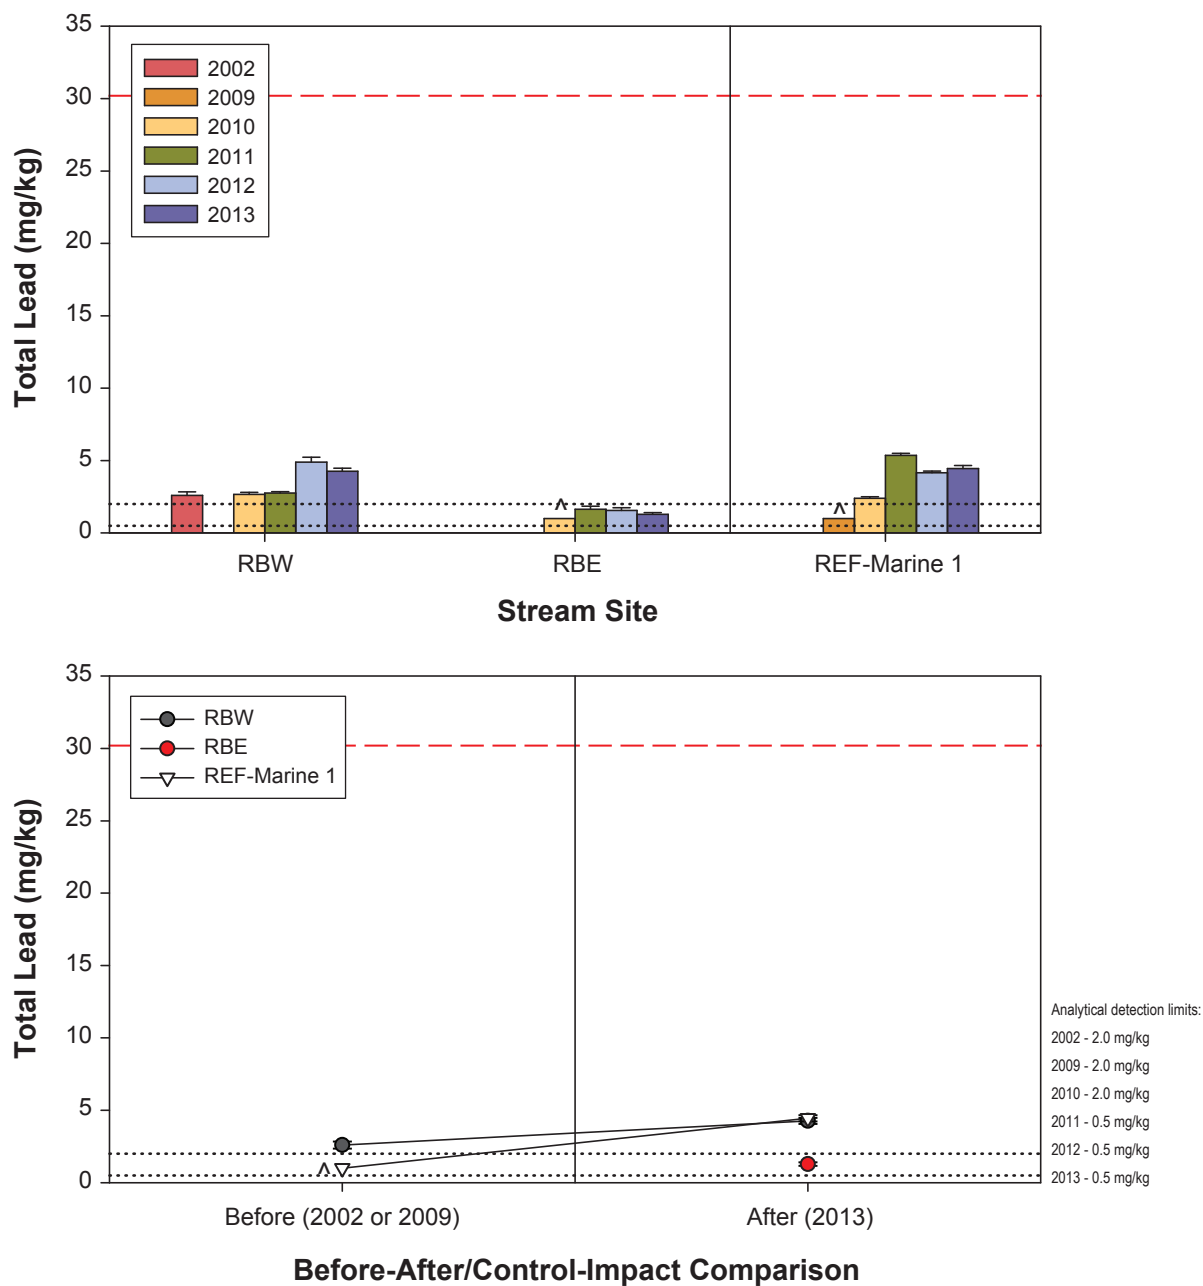 35
30
25
20
15
10
5
0
Total Lead (mg/kg)
2002
2009
2010
2011
2012
2013
^
^
RBW
RBE
REF-Marine 1
Stream Site
35
30
25
20
15
10
5
0
Total Lead (mg/kg)
RBW
RBE
REF-Marine 1
^
Before (2002 or 2009)
After (2013)
Before-After/Control-Impact Comparison
Analytical detection limits:
2002 - 2.0 mg/kg
2009 - 2.0 mg/kg
2010 - 2.0 mg/kg
2011 - 0.5 mg/kg
2012 - 0.5 mg/kg
2013 - 0.5 mg/kg